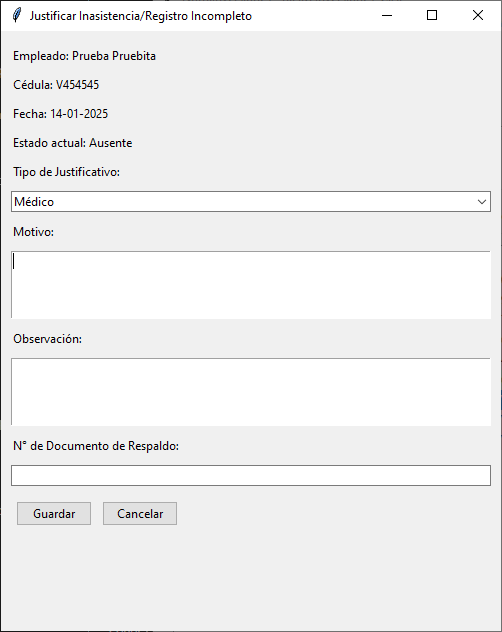 Justificar Inasistencia/Registro Incompleto
Empleado: Prueba Pruebita
Cédula: V454545
Fecha: 14-01-2025
Estado actual: Ausente
Tipo de Justificativo:
Médico
Motivo:
Observación:
N° de Documento de Respaldo:
Guardar Cancelar